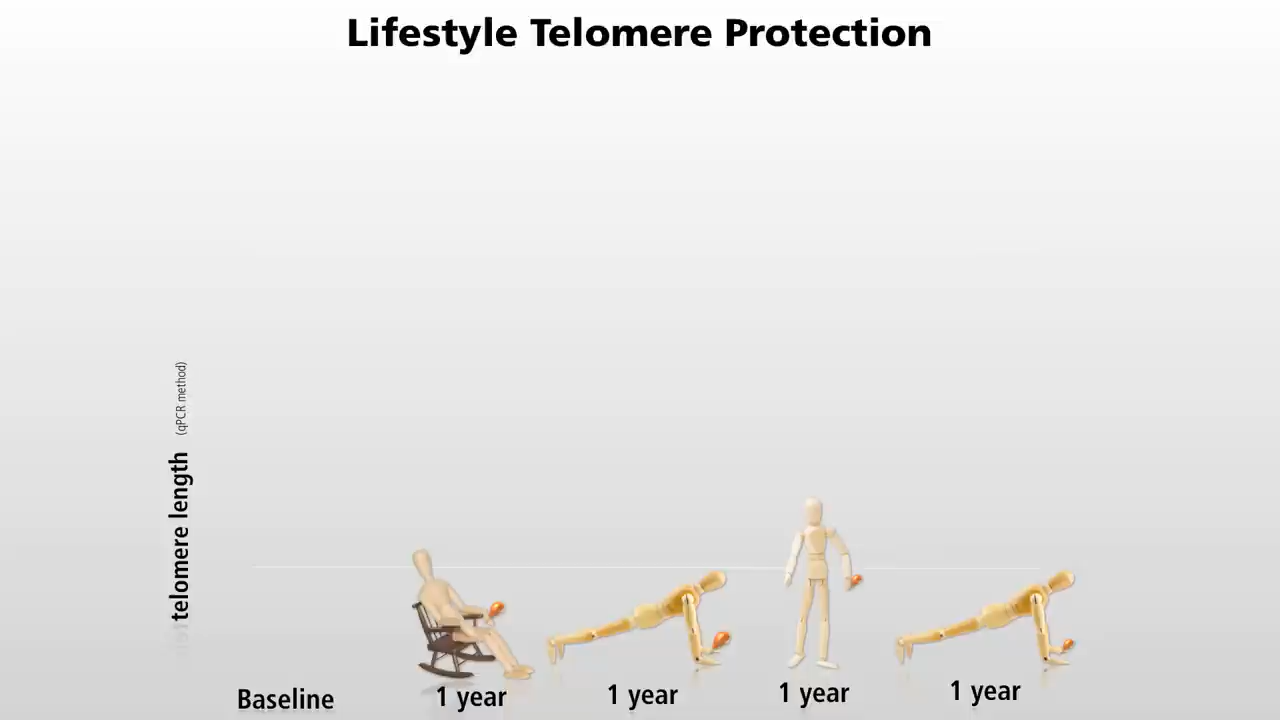 Lifestyle Telomere Protection
telomere length (qPCR method)
Baseline
1 year
1 year
1 year
1 year